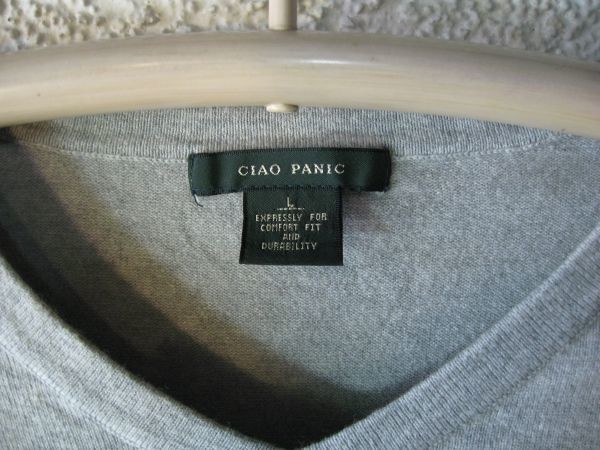 CIAO PANIC
L
EXPRESSLY FOR
COMFORT FIT
AND
DURABILITY